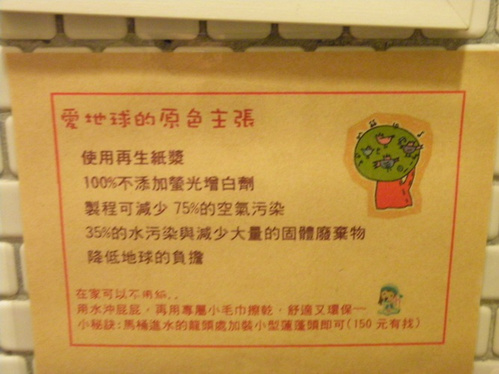 愛地球的原色主張
使用再生紙漿
100%不添加螢光增白劑
製程可減少 75%的空氣污染
35%的水污染與減少大量的固體廢棄物
降低地球的負擔
在家可以不用紙..
用水沖屁屁，再用專屬小毛巾擦乾，舒適又環保—
小秘訣：馬桶進水的龍頭處加裝小型蓮蓬頭即可(150 元有找)